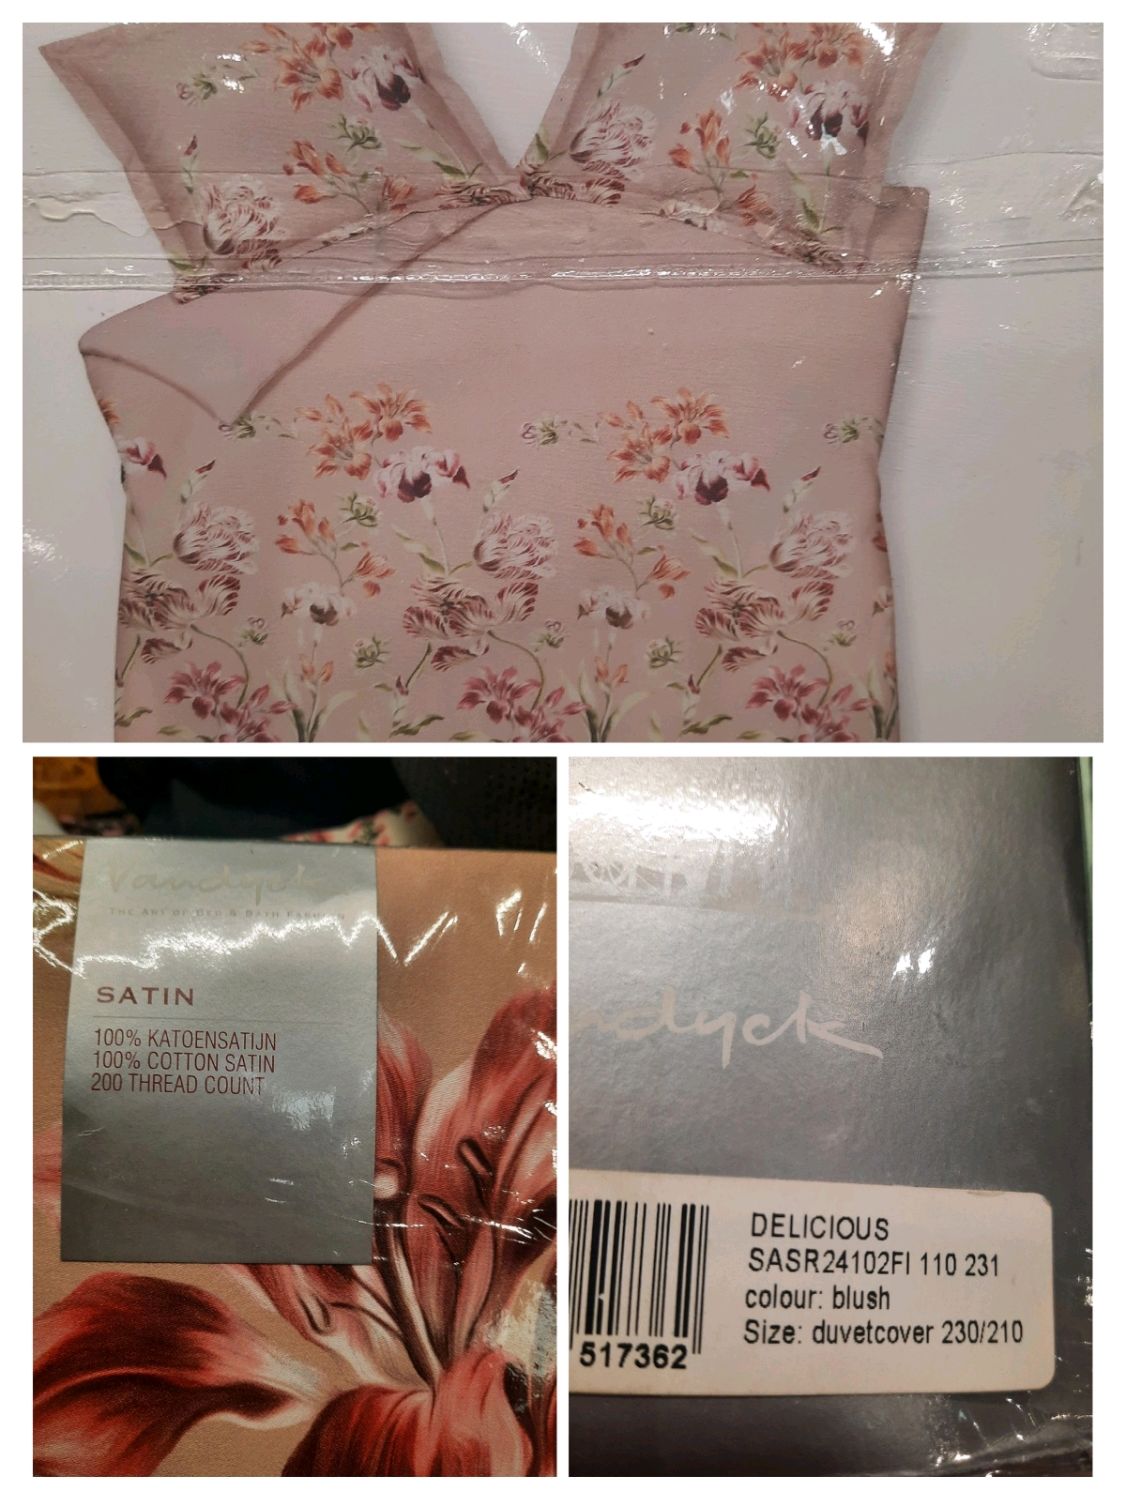 Vandyck
THE ART OF BED & BATH FASHION
SATIN
100% KATOENSATIJN
100% COTTON SATIN
200 THREAD COUNT
ndyck
DELICIOUS
SASR24102FI 110 231
colour: blush
Size: duvetcover 230/210
517362